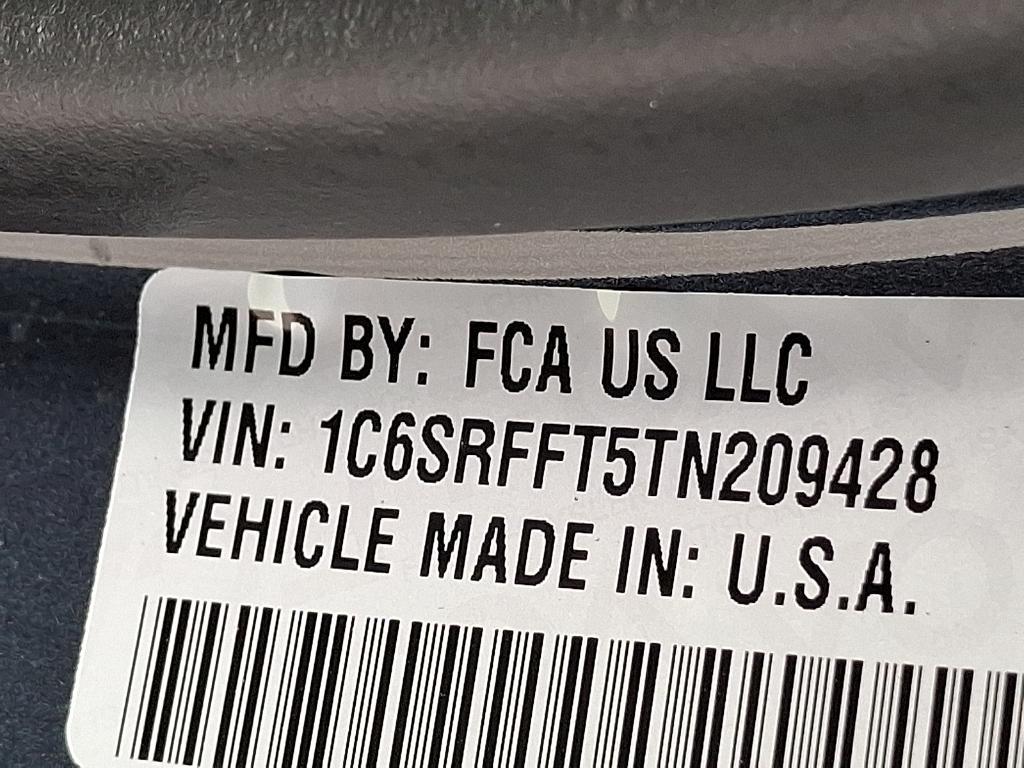 MFD BY: FCA US LLC
VIN: 1C6SRFFT5TN209428
VEHICLE MADE IN: U.S.A.